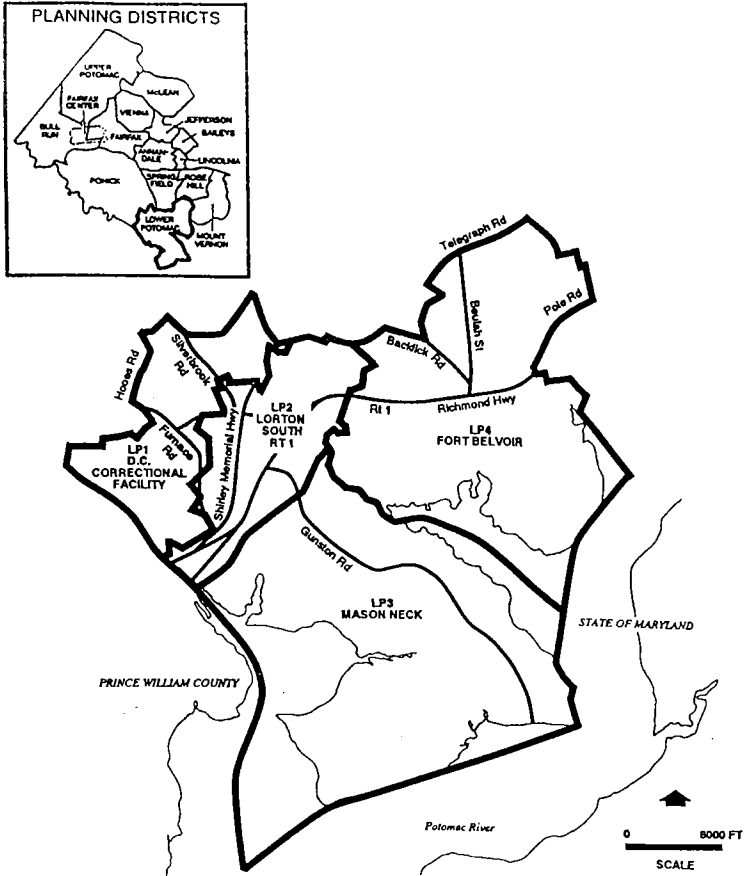 PLANNING DISTRICTS
UPPER
POTOMAC
McLEAN
FAIRFAX
CENTER
VIENNA
JEFFERSON
BAILEYS
BULL
RUN
FAIRFAX
ANNAN-
DALE
LINCOLNIA
POHICK
SPRING
FIELD
ROSE
HILL
LOWER
POTOMAC
MOUNT
VERNON
Telegraph Rd
Beulah St
Pole Rd
Backlick Rd
Hooes Rd
Silverbrook
Rd
Rt 1
Richmond Hwy
LP2
LORTON
SOUTH
RT 1
LP4
FORT BELVOIR
Furnace
Rd
LP1
D.C.
CORRECTIONAL
FACILITY
Shirley Memorial Hwy
Gunston Rd
LP3
MASON NECK
STATE OF MARYLAND
PRINCE WILLIAM COUNTY
Potomac River
0 6000 FT
SCALE